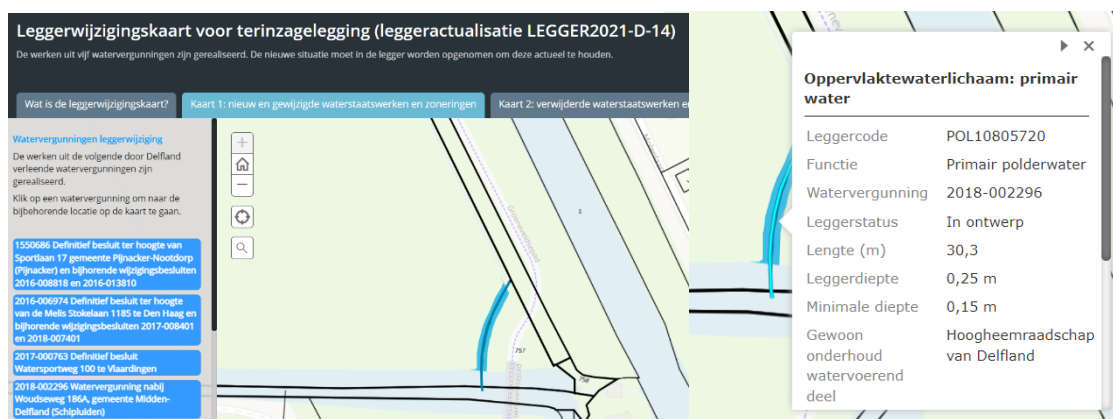 Leggerwijzigingskaart voor terinzagelegging (leggeractualisatie LEGGER2021-D-14)
De werken uit vijf watervergunningen zijn gerealiseerd. De nieuwe situatie moet in de legger worden opgenomen om deze actueel te houden.
Wat is de leggerwijzigingskaart?
Kaart 1: nieuw en gewijzigde waterstaatswerken en zoneringen
Kaart 2: verwijderde waterstaatswerken e
Watervergunningen leggerwijziging
De werken uit de volgende door Delfland
verleende watervergunningen zijn
gerealiseerd.
Klik op een watervergunning om naar de
bijbehorende locatie op de kaart te gaan.
1550686 Definitief besluit ter hoogte van
Sportlaan 17 gemeente Pijnacker-Nootdorp
(Pijnacker) en bijhorende wijzigingsbesluiten
2016-008818 en 2016-013810
2016-006974 Definitief besluit ter hoogte
van de Melis Stokelaan 1185 te Den Haag en
bijhorende wijzigingsbesluiten 2017-008401
en 2018-007401
2017-000763 Definitief besluit
Watersportweg 100 te Vlaardingen
2018-002296 Watervergunning nabij
Woudseweg 186A, gemeente Midden-
Delfland (Schipluiden)
5
757
758
Oppervlaktewaterlichaam: primair
water
Leggercode POL10805720
Functie Primair polderwater
Watervergunning 2018-002296
Leggerstatus In ontwerp
Lengte (m) 30,3
Leggerdiepte 0,25 m
Minimale diepte 0,15 m
Gewoon Hoogheemraadschap
onderhoud van Delfland
watervoerend
deel